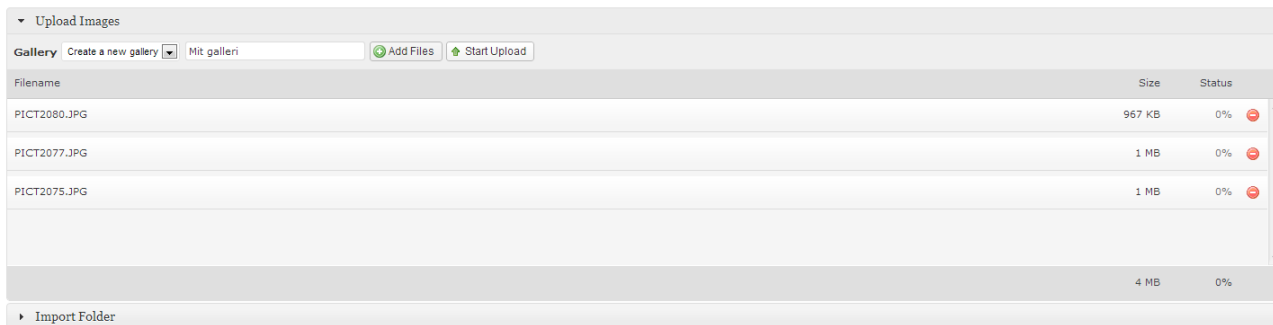 Upload Images
Gallery Create a new gallery Mit galleri Add Files Start Upload
Filename Size Status
PICT2080.JPG 967 KB 0%
PICT2077.JPG 1 MB 0%
PICT2075.JPG 1 MB 0%
4 MB 0%
Import Folder